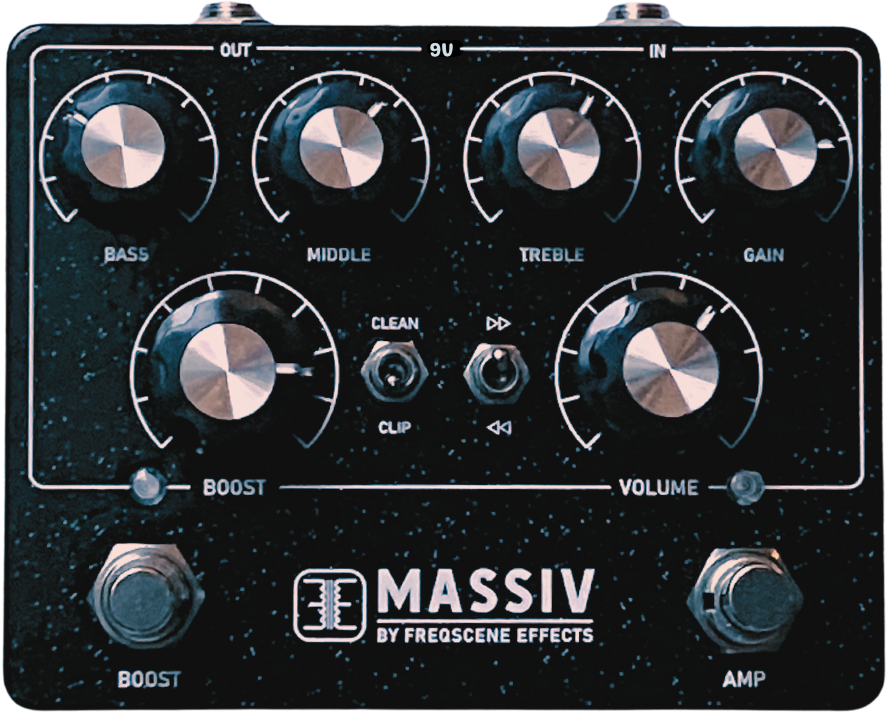 OUT 9V IN
BASS MIDDLE TREBLE GAIN
CLEAN
CLIP
BOOST VOLUME
MASSIV
BY FREQSCENE EFFECTS
BOOST AMP